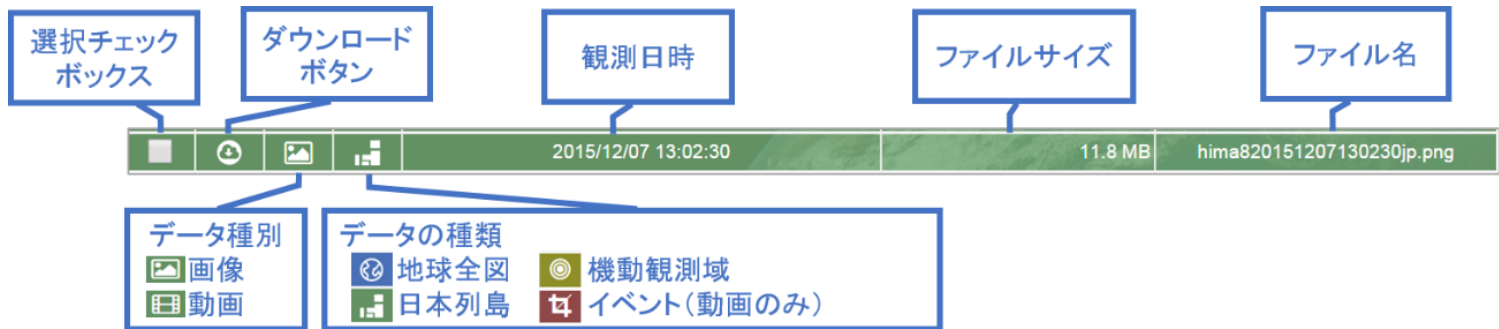 選択チェック
ボックス
ダウンロード
ボタン
観測日時
ファイルサイズ
ファイル名
2015/12/07 13:02:30
11.8 MB
hima820151207130230jp.png
データ種別
画像
動画
データの種類
地球全図
機動観測域
日本列島
イベント(動画のみ)